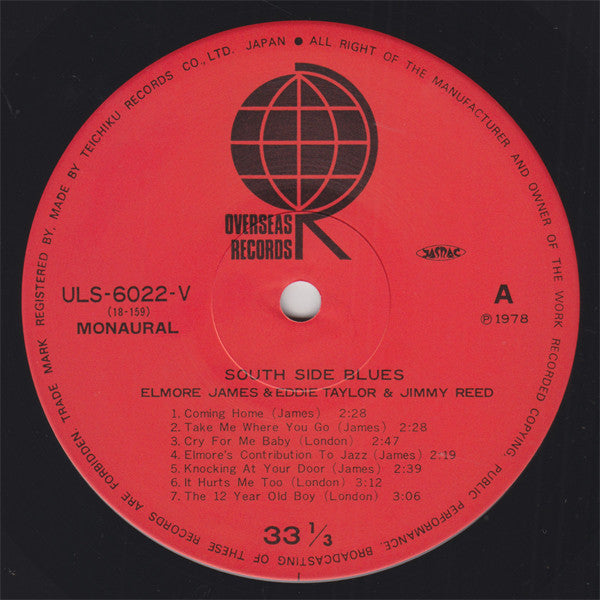 TRADE MARK REGISTERED BY. MADE BY TEICHIKU RECORDS CO., LTD. JAPAN ● ALL RIGHT OF THE MANUFACTURER AND OWNER OF THE WORK RECORDED COPYING. PUBLIC PERFORMANCE. BROADCASTING OF THESE RECORDS ARE FORBIDDEN.
OVERSEAS
RECORDS
JASRAC
ULS-6022-V
(18-159)
MONAURAL
A
Ⓟ1978
SOUTH SIDE BLUES
ELMORE JAMES & EDDIE TAYLOR & JIMMY REED
1. Coming Home (James) 2:28
2. Take Me Where You Go (James) 2:28
3. Cry For Me Baby (London) 2:47
4. Elmore's Contribution To Jazz (James) 2:19
5. Knocking At Your Door (James) 2:39
6. It Hurts Me Too (London) 3:12
7. The 12 Year Old Boy (London) 3:06
33 1/3